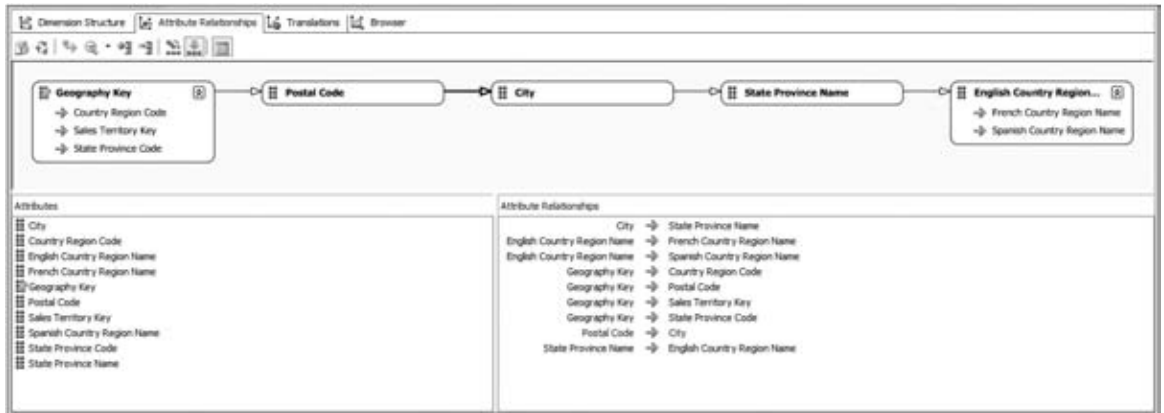 Dimension Structure Attribute Relationships Translations Browser
Geography Key Postal Code City State Province Name English Country Region...
Country Region Code French Country Region Name
Sales Territory Key Spanish Country Region Name
State Province Code
Attributes
City
Country Region Code
English Country Region Name
French Country Region Name
Geography Key
Postal Code
Sales Territory Key
Spanish Country Region Name
State Province Code
State Province Name
Attribute Relationships
City State Province Name
English Country Region Name French Country Region Name
English Country Region Name Spanish Country Region Name
Geography Key Country Region Code
Geography Key Postal Code
Geography Key Sales Territory Key
Geography Key State Province Code
Postal Code City
State Province Name English Country Region Name